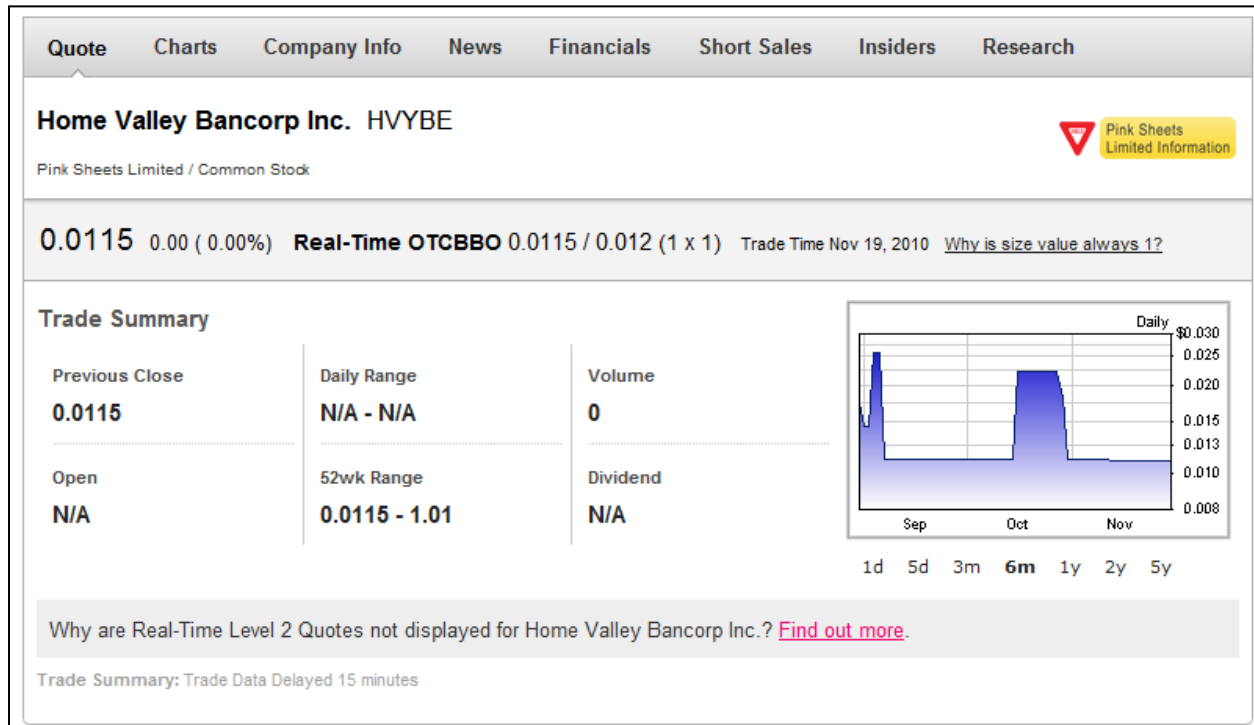 Quote Charts Company Info News Financials Short Sales Insiders Research
Home Valley Bancorp Inc. HVYBE
Pink Sheets
Limited Information
Pink Sheets Limited / Common Stock
0.0115 0.00 ( 0.00%) Real-Time OTCBBO 0.0115 / 0.012 (1 x 1) Trade Time Nov 19, 2010 Why is size value always 1?
Trade Summary
Previous Close Daily Range Volume
0.0115 N/A - N/A 0
Open 52wk Range Dividend
N/A 0.0115 - 1.01 N/A
Daily
$0.030
0.025
0.020
0.015
0.013
0.010
0.008
Sep Oct Nov
1d 5d 3m 6m 1y 2y 5y
Why are Real-Time Level 2 Quotes not displayed for Home Valley Bancorp Inc.? Find out more.
Trade Summary: Trade Data Delayed 15 minutes